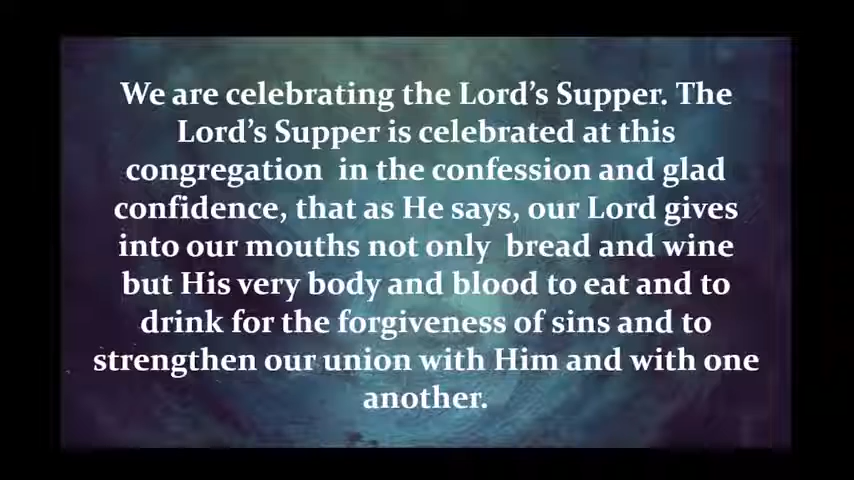 We are celebrating the Lord’s Supper. The
Lord’s Supper is celebrated at this
congregation  in the confession and glad
confidence, that as He says, our Lord gives
into our mouths not only  bread and wine
but His very body and blood to eat and to
drink for the forgiveness of sins and to
strengthen our union with Him and with one
another.